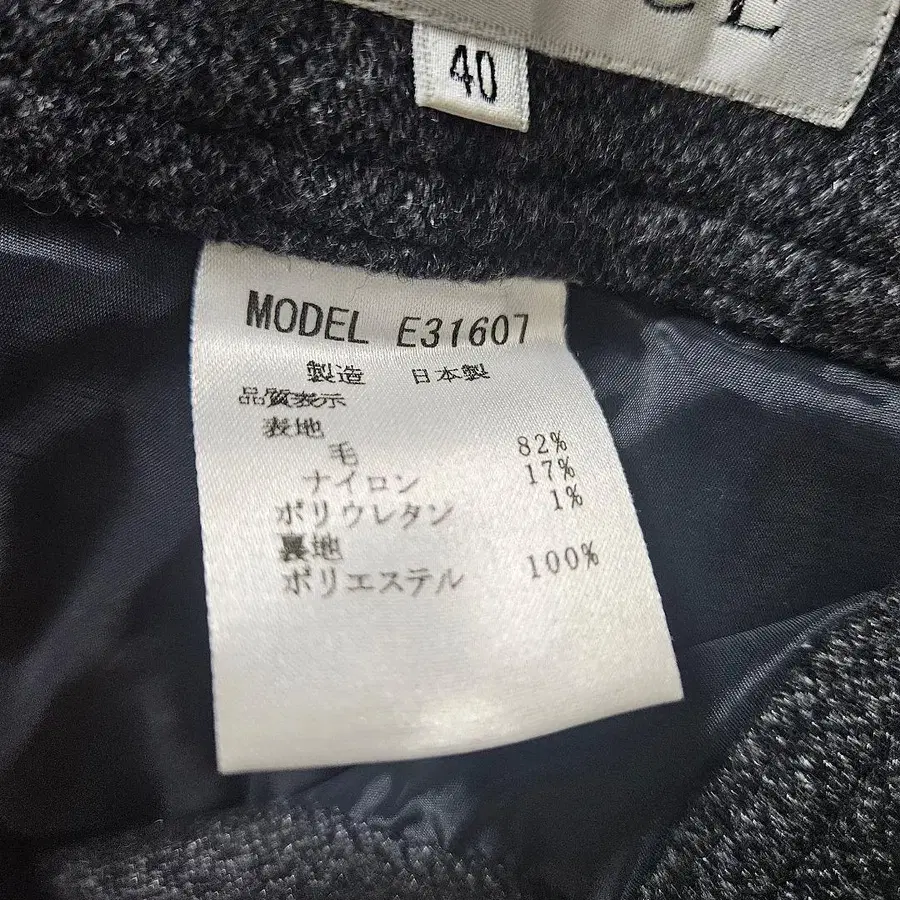 40
MODEL E31607
製造 日本製
品質表示
表地
毛 82%
ナイロン 17%
ポリウレタン 1%
裏地
ポリエステル 100%